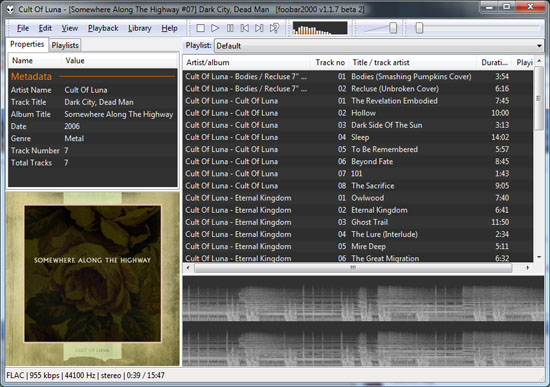 Cult Of Luna - [Somewhere Along The Highway #07] Dark City, Dead Man [foobar2000 v1.1.7 beta 2]
File Edit View Playback Library Help
Properties Playlists
Playlist: Default
Name Value
Metadata
Artist Name Cult Of Luna
Track Title Dark City, Dead Man
Album Title Somewhere Along The Highway
Date 2006
Genre Metal
Track Number 7
Total Tracks 7
SOMEWHERE ALONG THE HIGHWAY
CULT OF LUNA
Artist/album Track no Title / track artist Durati... Playi
Cult Of Luna - Bodies / Recluse 7" ... 01 Bodies (Smashing Pumpkins Cover) 3:54
Cult Of Luna - Bodies / Recluse 7" ... 02 Recluse (Unbroken Cover) 6:16
Cult Of Luna - Cult Of Luna 01 The Revelation Embodied 7:45
Cult Of Luna - Cult Of Luna 02 Hollow 10:00
Cult Of Luna - Cult Of Luna 03 Dark Side Of The Sun 3:13
Cult Of Luna - Cult Of Luna 04 Sleep 14:02
Cult Of Luna - Cult Of Luna 05 To Be Remembered 5:57
Cult Of Luna - Cult Of Luna 06 Beyond Fate 8:45
Cult Of Luna - Cult Of Luna 07 101 1:43
Cult Of Luna - Cult Of Luna 08 The Sacrifice 9:05
Cult Of Luna - Eternal Kingdom 01 Owlwood 7:40
Cult Of Luna - Eternal Kingdom 02 Eternal Kingdom 6:41
Cult Of Luna - Eternal Kingdom 03 Ghost Trail 11:50
Cult Of Luna - Eternal Kingdom 04 The Lure (Interlude) 2:34
Cult Of Luna - Eternal Kingdom 05 Mire Deep 5:11
Cult Of Luna - Eternal Kingdom 06 The Great Migration 6:32
FLAC | 955 kbps | 44100 Hz | stereo | 0:39 / 15:47